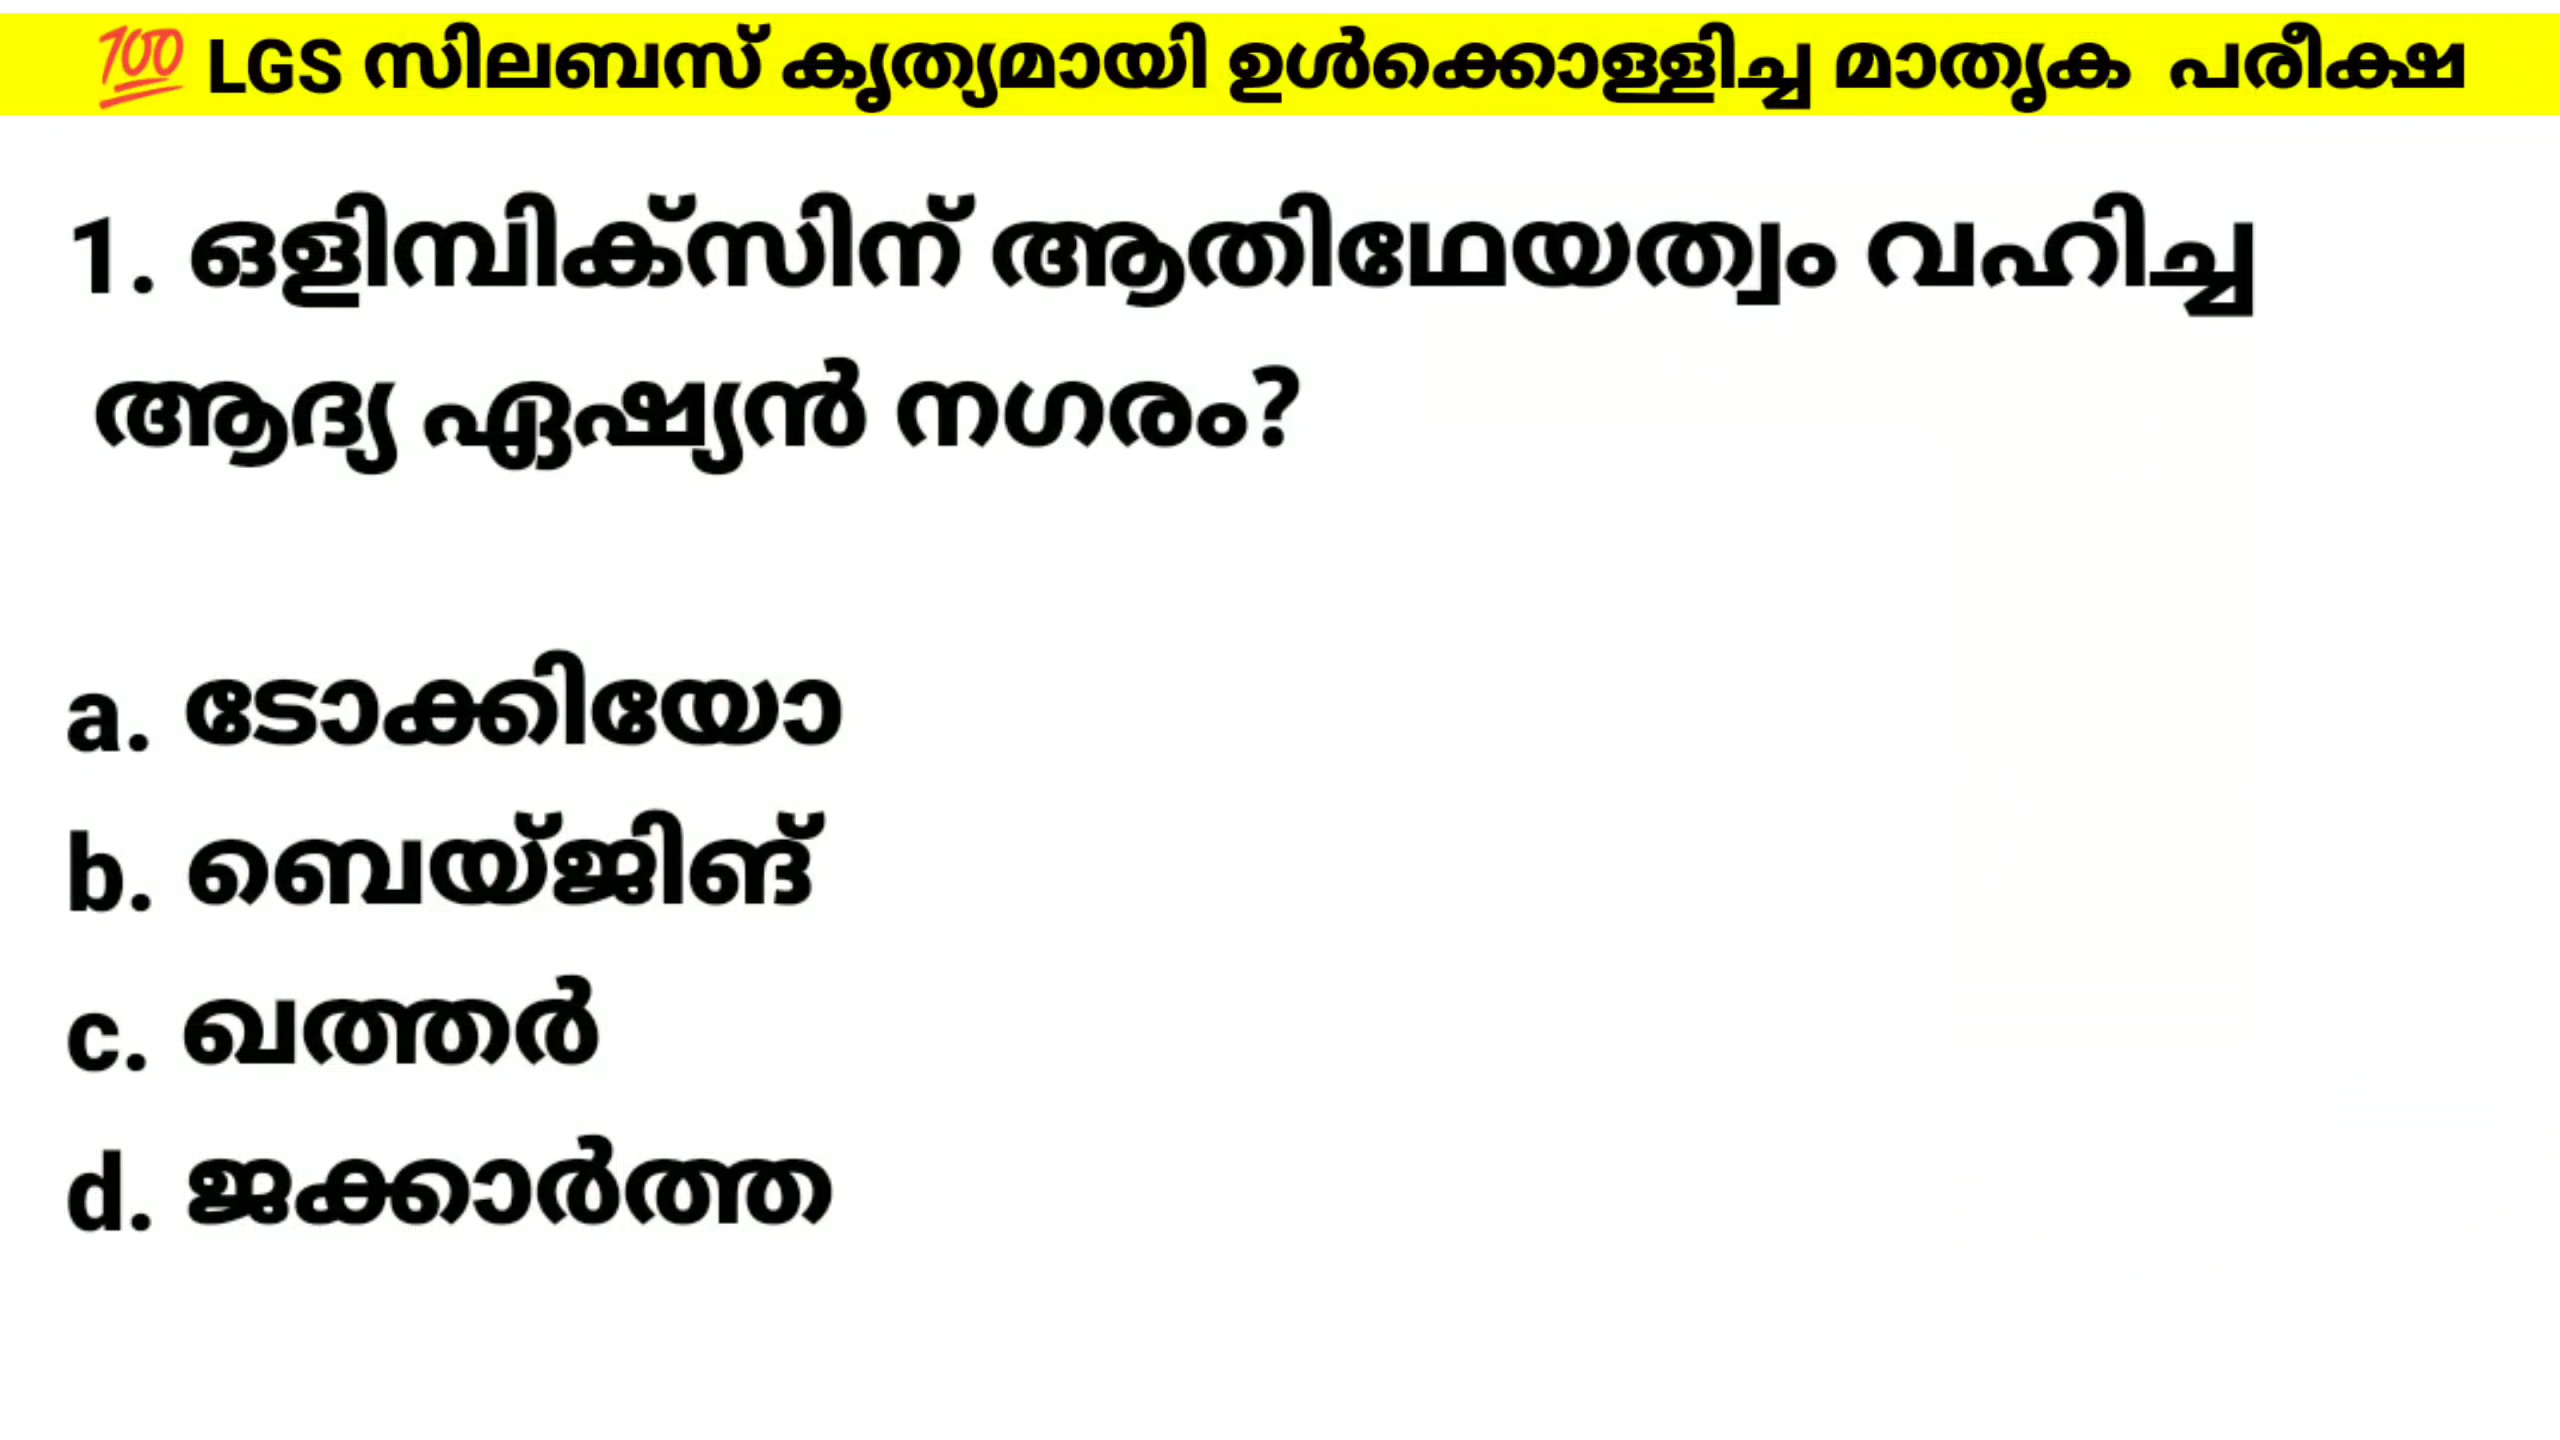 💯 LGS സിലബസ് കൃത്യമായി ഉൾക്കൊള്ളിച്ച മാതൃക പരീക്ഷ
1. ഒളിമ്പിക്സിന് ആതിഥേയത്വം വഹിച്ച
ആദ്യ ഏഷ്യൻ നഗരം?
a. ടോക്കിയോ
b. ബെയ്ജിങ്
c. ഖത്തർ
d. ജക്കാർത്ത